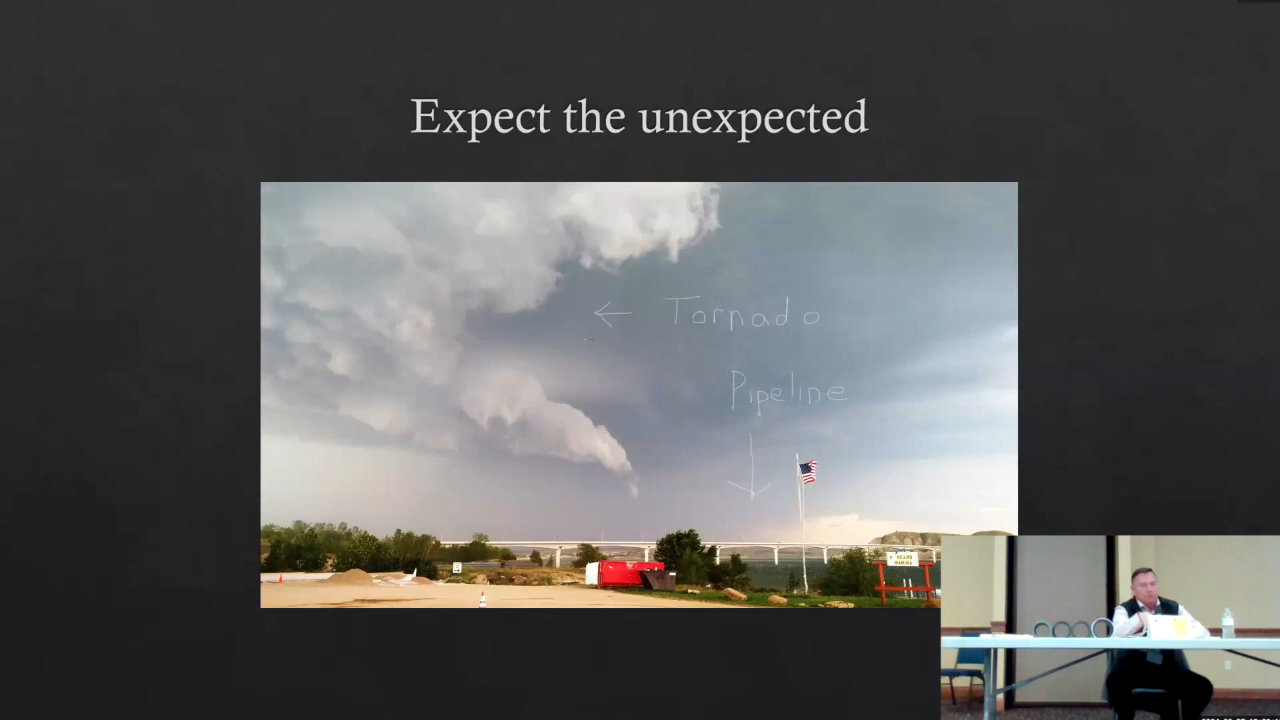 Expect the unexpected
← Tornado
Pipeline